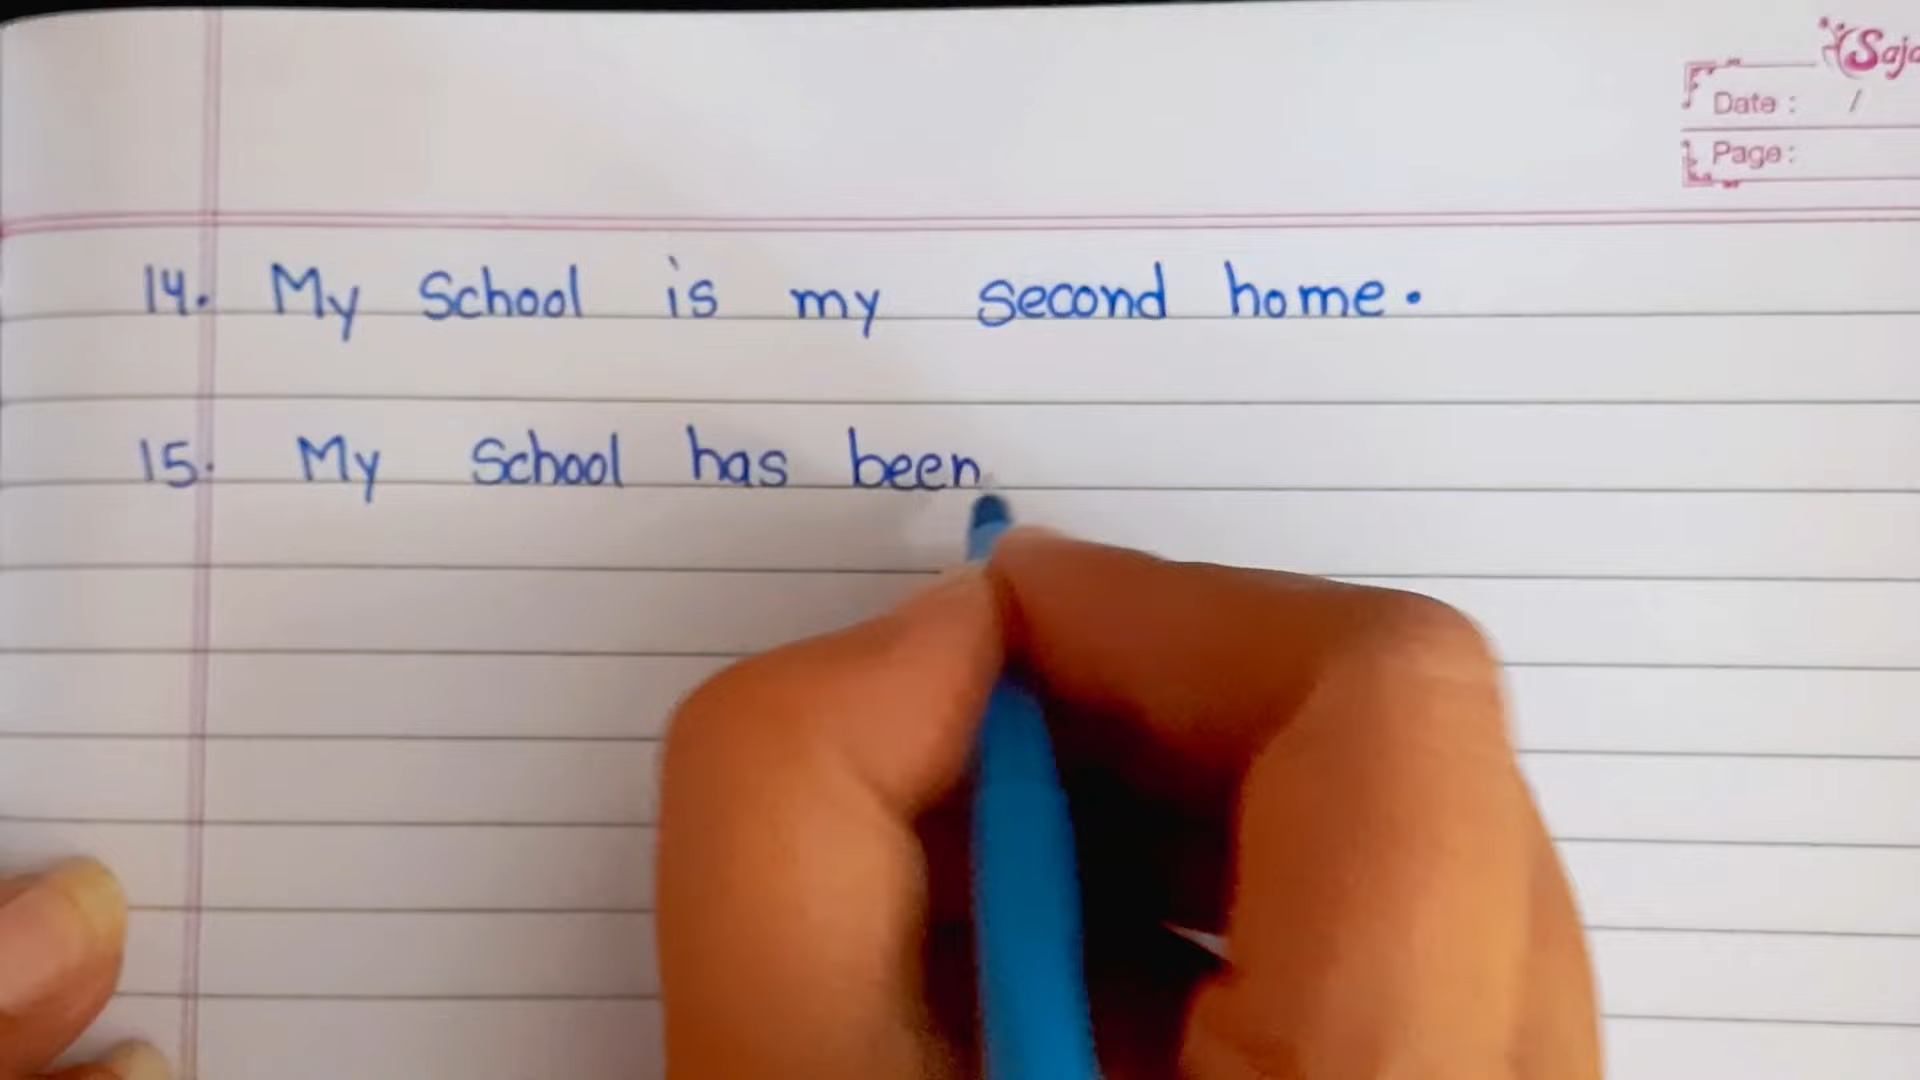 Date : /
Page :
14. My School is my second home.
15. My School has been